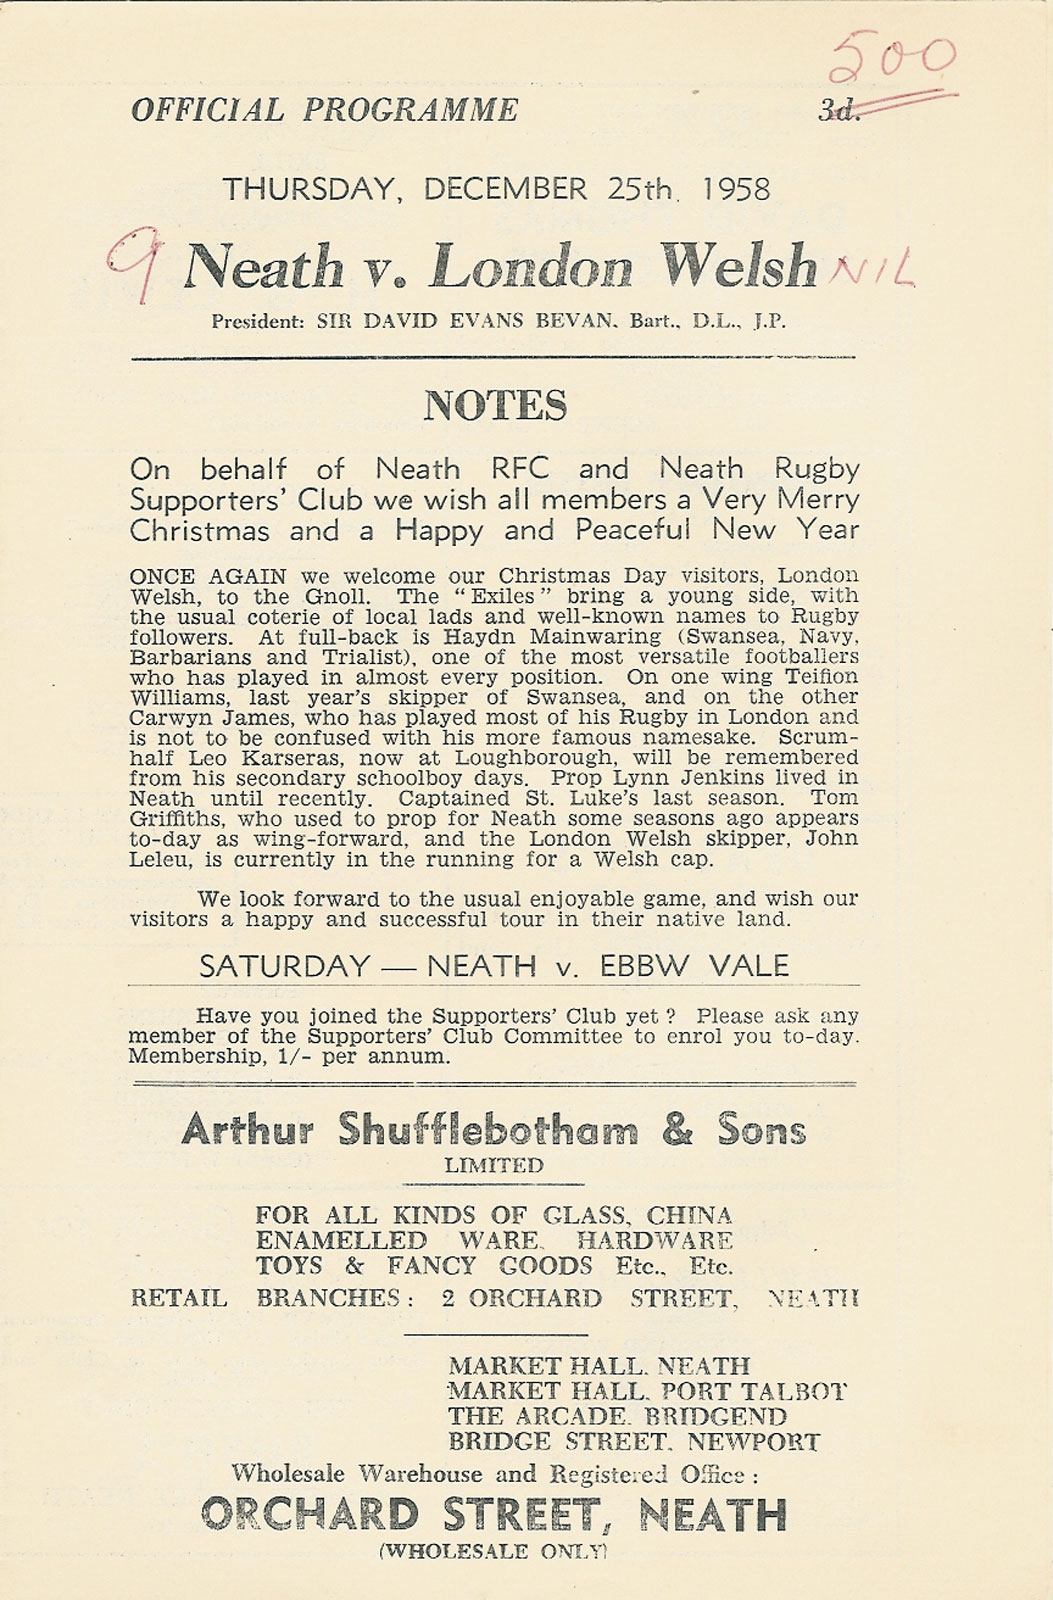 500
OFFICIAL PROGRAMME 3d.
THURSDAY, DECEMBER 25th. 1958
9 Neath v. London Welsh NIL
President: SIR DAVID EVANS BEVAN. Bart., D.L., J.P.
NOTES
On behalf of Neath RFC and Neath Rugby
Supporters' Club we wish all members a Very Merry
Christmas and a Happy and Peaceful New Year
ONCE AGAIN we welcome our Christmas Day visitors, London
Welsh, to the Gnoll. The "Exiles" bring a young side, with
the usual coterie of local lads and well-known names to Rugby
followers. At full-back is Haydn Mainwaring (Swansea, Navy,
Barbarians and Trialist), one of the most versatile footballers
who has played in almost every position. On one wing Teifion
Williams, last year's skipper of Swansea, and on the other
Carwyn James, who has played most of his Rugby in London and
is not to be confused with his more famous namesake. Scrum-
half Leo Karseras, now at Loughborough, will be remembered
from his secondary schoolboy days. Prop Lynn Jenkins lived in
Neath until recently. Captained St. Luke's last season. Tom
Griffiths, who used to prop for Neath some seasons ago appears
to-day as wing-forward, and the London Welsh skipper, John
Leleu, is currently in the running for a Welsh cap.
We look forward to the usual enjoyable game, and wish our
visitors a happy and successful tour in their native land.
SATURDAY — NEATH v. EBBW VALE
Have you joined the Supporters' Club yet? Please ask any
member of the Supporters' Club Committee to enrol you to-day.
Membership, 1/- per annum.
Arthur Shufflebotham & Sons
LIMITED
FOR ALL KINDS OF GLASS, CHINA
ENAMELLED WARE. HARDWARE
TOYS & FANCY GOODS Etc., Etc.
RETAIL BRANCHES: 2 ORCHARD STREET, NEATH
MARKET HALL. NEATH
MARKET HALL. PORT TALBOT
THE ARCADE. BRIDGEND
BRIDGE STREET. NEWPORT
Wholesale Warehouse and Registered Office:
ORCHARD STREET, NEATH
(WHOLESALE ONLY)